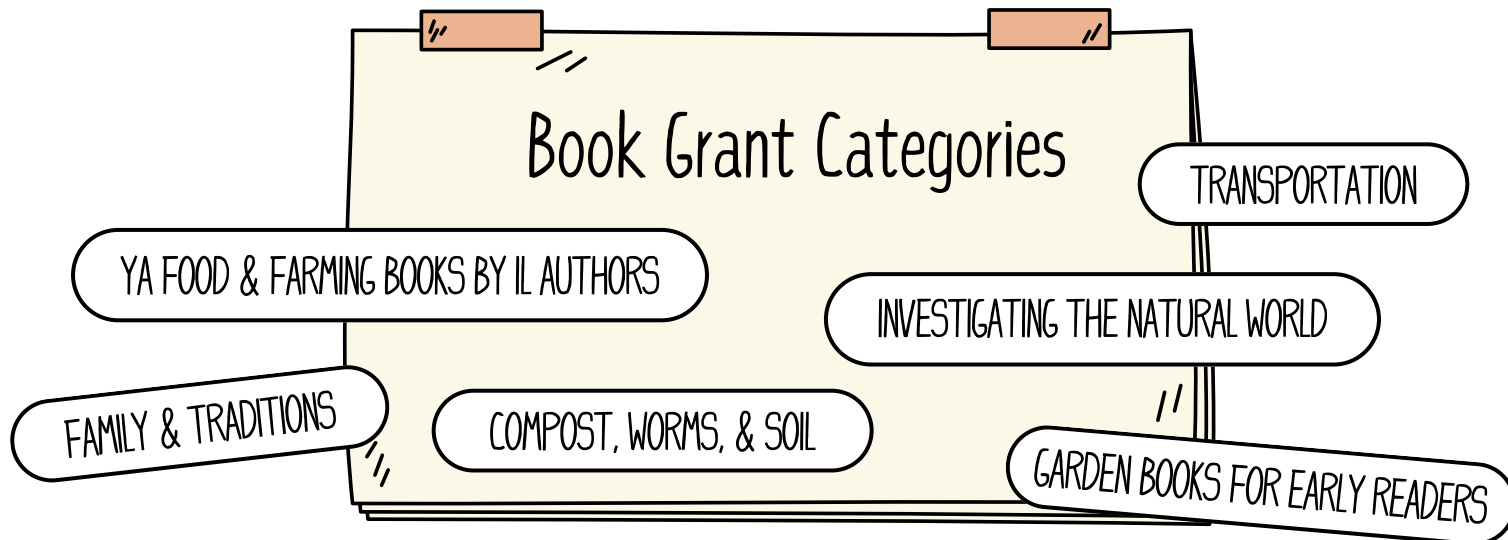 Book Grant Categories
TRANSPORTATION
YA FOOD & FARMING BOOKS BY IL AUTHORS
INVESTIGATING THE NATURAL WORLD
FAMILY & TRADITIONS
COMPOST, WORMS, & SOIL
GARDEN BOOKS FOR EARLY READERS